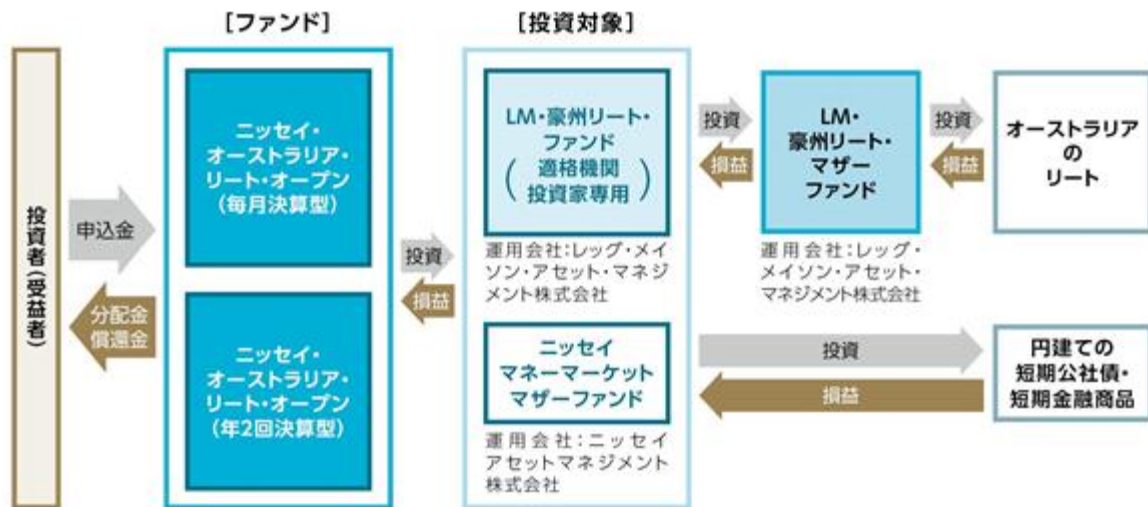 [ファンド]
[投資対象]
投資者(受益者)
申込金
分配金
償還金
ニッセイ・
オーストラリア・
リート・オープン
(毎月決算型)
ニッセイ・
オーストラリア・
リート・オープン
(年2回決算型)
投資
損益
LM・豪州リート・
ファンド
(適格機関
投資家専用)
運用会社:レッグ・メイ
ソン・アセット・マネジ
メント株式会社
ニッセイ
マネーマーケット
マザーファンド
運用会社:ニッセイ
アセットマネジメント
株式会社
投資
損益
LM・
豪州リート・
マザー
ファンド
運用会社:レッグ・
メイソン・アセット・
マネジメント株式会社
投資
損益
オーストラリア
の
リート
投資
損益
円建ての
短期公社債・
短期金融商品